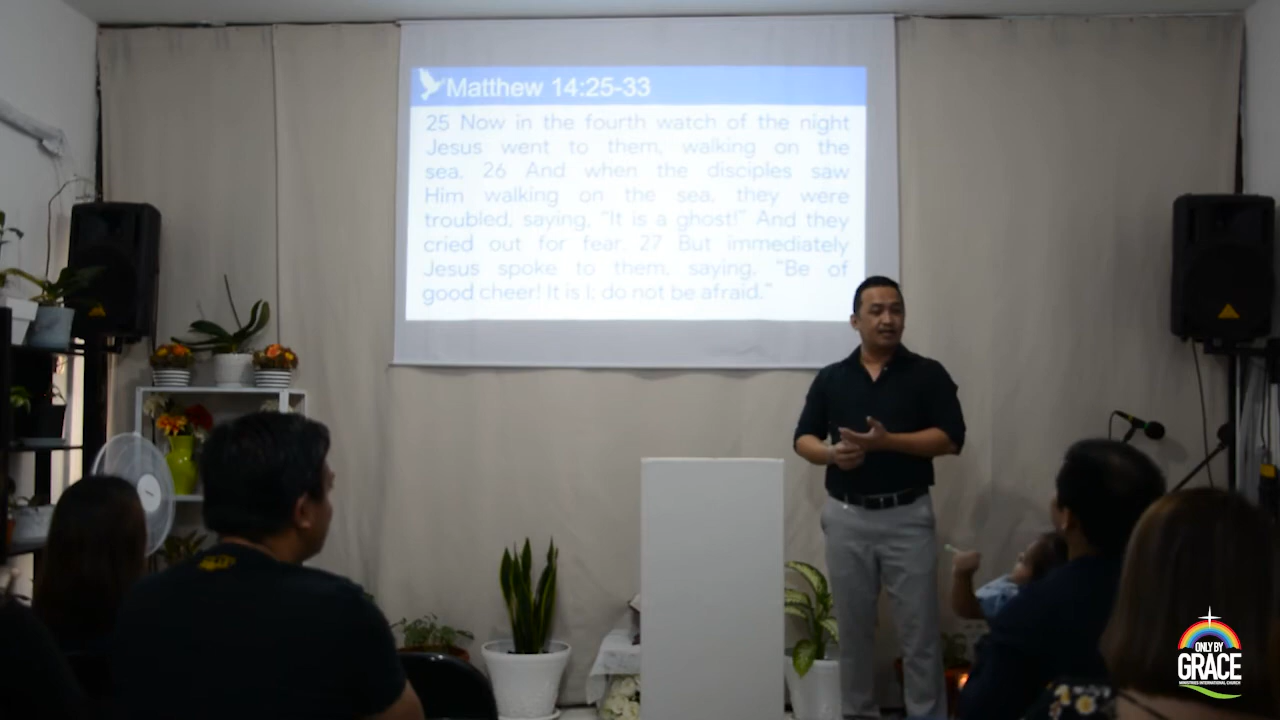 Matthew 14:25-33
25 Now in the fourth watch of the night
Jesus went to them, walking on the
sea. 26 And when the disciples saw
Him walking on the sea, they were
troubled, saying, "It is a ghost!" And they
cried out for fear. 27 But immediately
Jesus spoke to them, saying, "Be of
good cheer! It is I; do not be afraid."
ONLY BY
GRACE
MINISTRIES INTERNATIONAL CHURCH